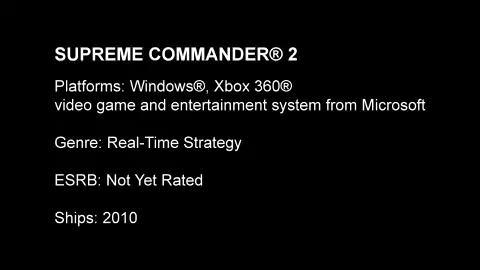 SUPREME COMMANDER® 2
Platforms: Windows®, Xbox 360®
video game and entertainment system from Microsoft
Genre: Real-Time Strategy
ESRB: Not Yet Rated
Ships: 2010